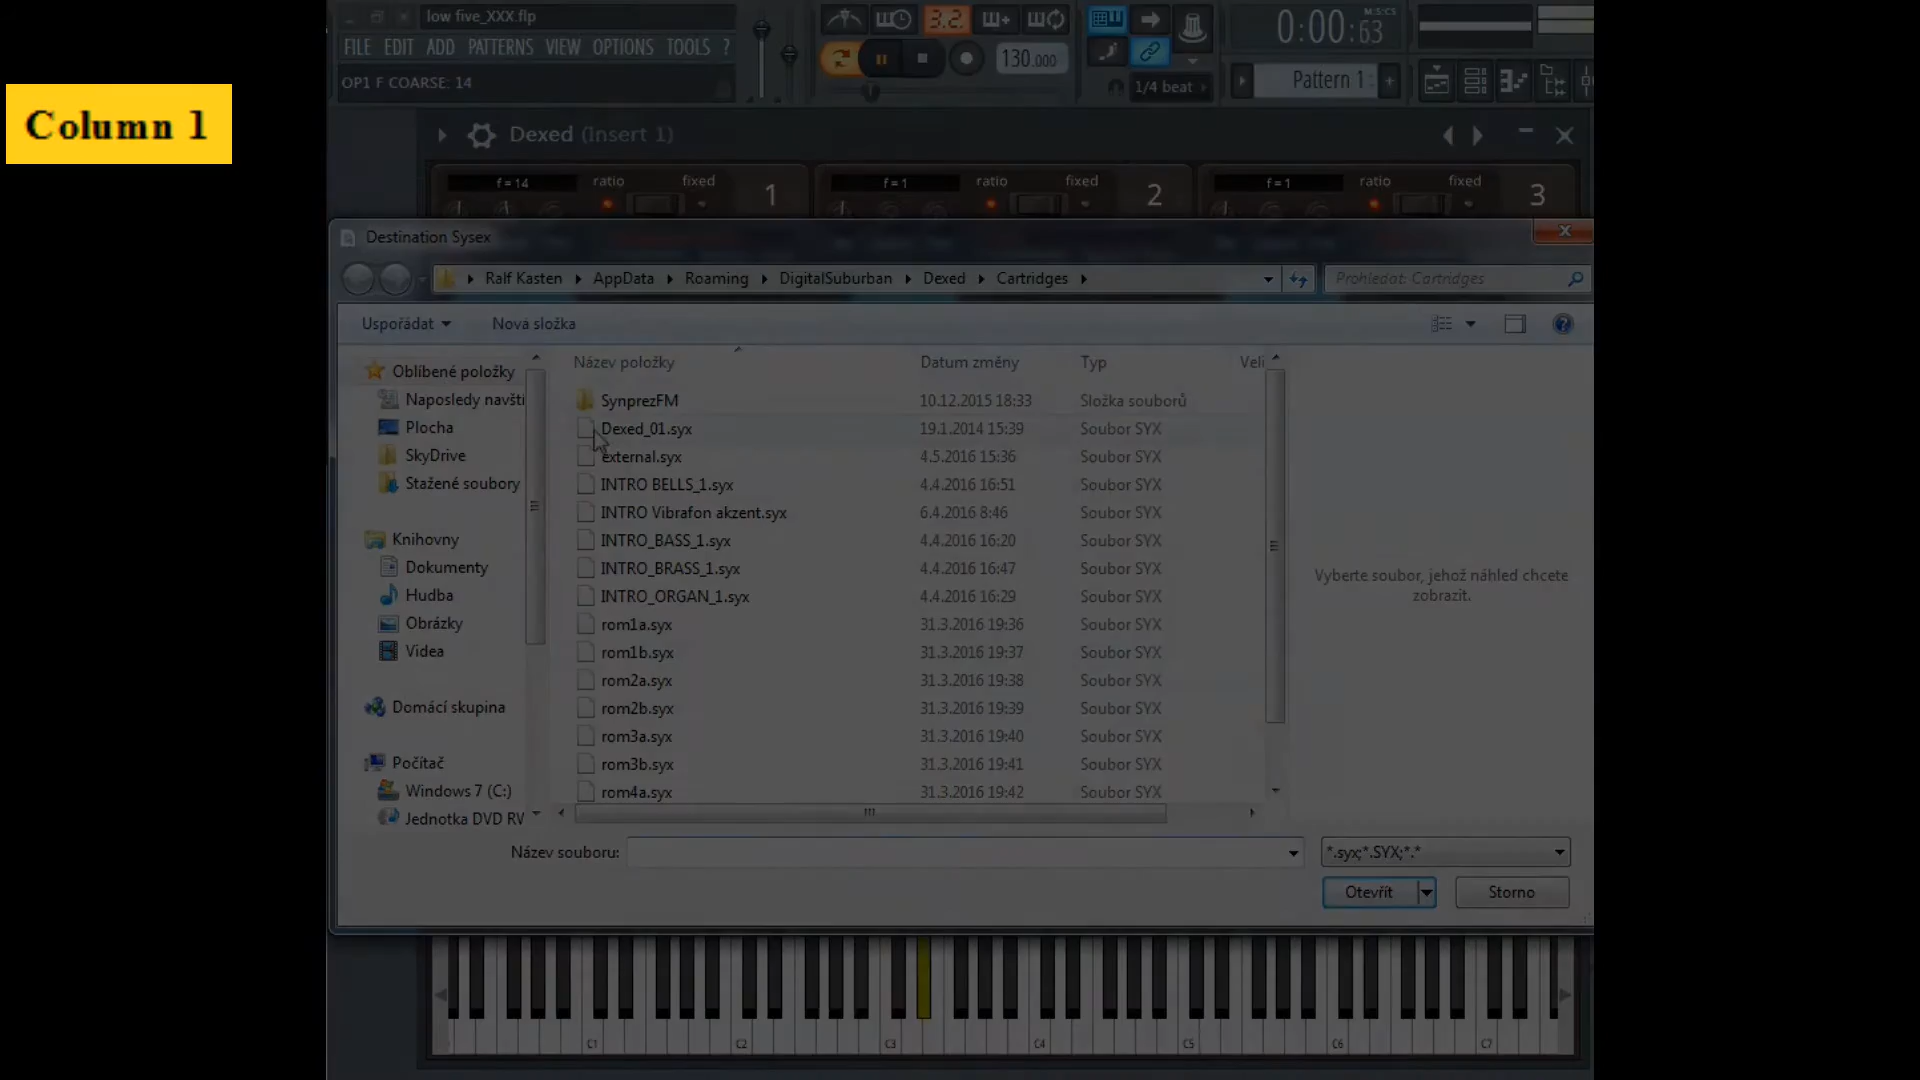 low five_XXX.flp
FILE EDIT ADD PATTERNS VIEW OPTIONS TOOLS ?
OP1 F COARSE: 14
3.2.
130.000
0:00:63
M:S:CS
1/4 beat
Pattern 1
Column 1
Dexed (Insert 1)
f = 14 ratio fixed 1
f = 1 ratio fixed 2
f = 1 ratio fixed 3
Destination Sysex
Ralf Kasten AppData Roaming DigitalSuburban Dexed Cartridges
Prohledat: Cartridges
Uspořádat Nová složka
Název položky Datum změny Typ Veli
Oblíbené položky
Naposledy navští
Plocha
SkyDrive
Stažené soubory
Knihovny
Dokumenty
Hudba
Obrázky
Videa
Domácí skupina
Počítač
Windows 7 (C:)
Jednotka DVD RV
SynprezFM 10.12.2015 18:33 Složka souborů
Dexed_01.syx 19.1.2014 15:39 Soubor SYX
external.syx 4.5.2016 15:36 Soubor SYX
INTRO BELLS_1.syx 4.4.2016 16:51 Soubor SYX
INTRO Vibrafon akzent.syx 6.4.2016 8:46 Soubor SYX
INTRO_BASS_1.syx 4.4.2016 16:20 Soubor SYX
INTRO_BRASS_1.syx 4.4.2016 16:47 Soubor SYX
INTRO_ORGAN_1.syx 4.4.2016 16:29 Soubor SYX
rom1a.syx 31.3.2016 19:36 Soubor SYX
rom1b.syx 31.3.2016 19:37 Soubor SYX
rom2a.syx 31.3.2016 19:38 Soubor SYX
rom2b.syx 31.3.2016 19:39 Soubor SYX
rom3a.syx 31.3.2016 19:40 Soubor SYX
rom3b.syx 31.3.2016 19:41 Soubor SYX
rom4a.syx 31.3.2016 19:42 Soubor SYX
Vyberte soubor, jehož náhled chcete
zobrazit.
Název souboru:
*.syx;*.SYX;*.*
Otevřít Storno
C1 C2 C3 C4 C5 C6 C7